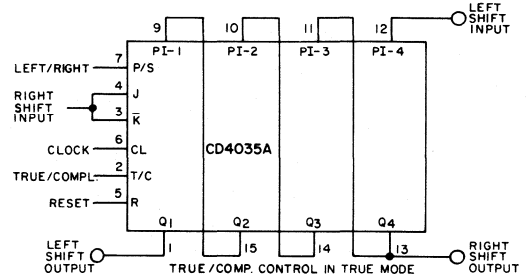 LEFT
SHIFT
INPUT
9
10
11
12
PI-1
PI-2
PI-3
PI-4
LEFT/RIGHT
7
P/S
RIGHT
SHIFT
INPUT
4
J
3
K̅
CLOCK
6
CL
CD4035A
TRUE/COMPL.
2
T/C
RESET
5
R
Q1
Q2
Q3
Q4
LEFT
SHIFT
OUTPUT
1
15
14
13
RIGHT
SHIFT
OUTPUT
TRUE/COMP. CONTROL IN TRUE MODE